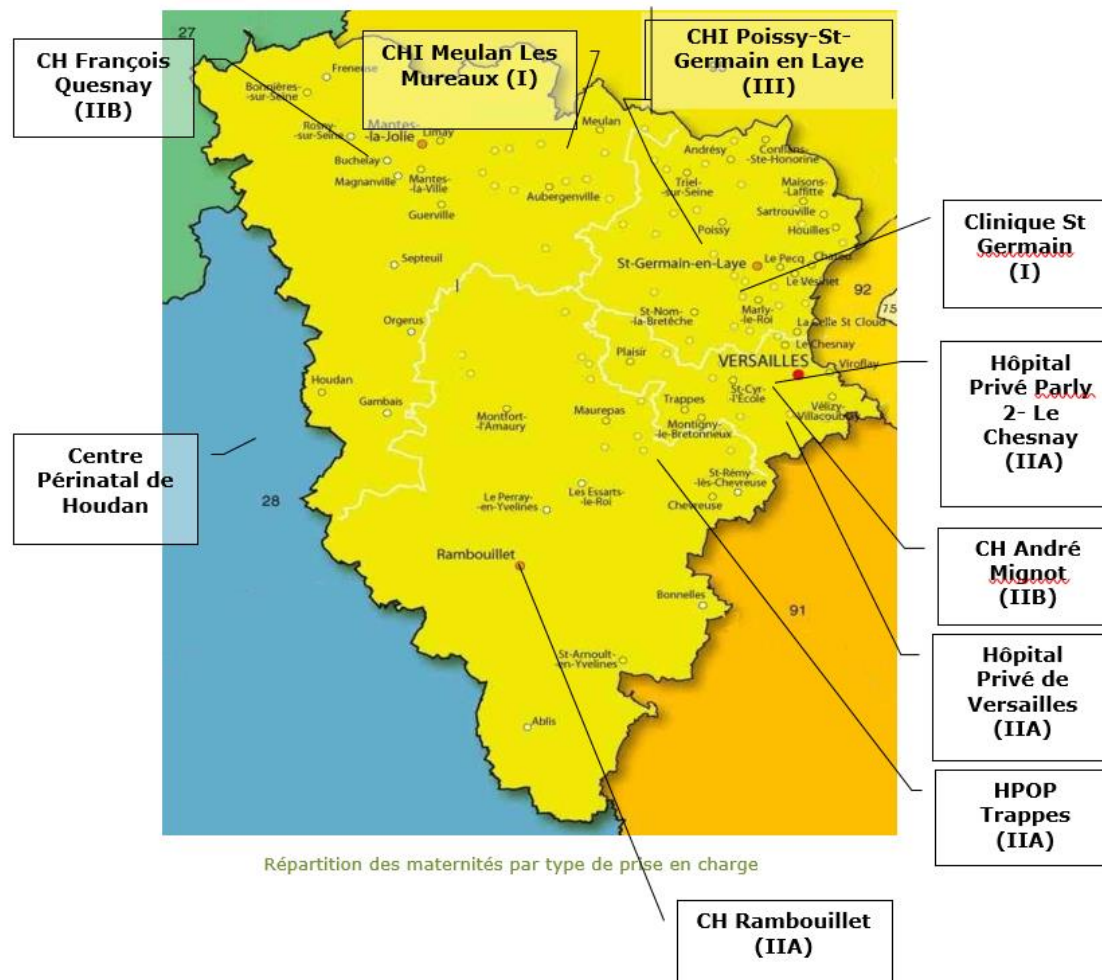 27
CH François
Quesnay
(IIB)
CHI Meulan Les
Mureaux (I)
CHI Poissy-St-
Germain en Laye
(III)
Freneuse
Bonnières-
sur-Seine
Rosny-
sur-Seine
Mantes-
la-Jolie
Limay
Meulan
Buchelay
Magnanville
Mantes-
la-Ville
Guerville
Aubergenville
Andrésy
Conflans-
Ste-Honorine
Triel-
sur-Seine
Maisons-
Laffitte
Sartrouville
Poissy
Houilles
Septeuil
St-Germain-en-Laye
Le Pecq
Chatou
Le Vésinet
Clinique St
Germain
(I)
92
75
Orgerus
St-Nom-
la-Bretêche
Marly-
le-Roi
La Celle St Cloud
Le Chesnay
Plaisir
VERSAILLES
Viroflay
Houdan
Gambais
Montfort-
l'Amaury
Maurepas
Trappes
St-Cyr-
l'Ecole
Vélizy-
Villacoublay
Montigny-
le-Bretonneux
Hôpital
Privé Parly
2- Le
Chesnay
(IIA)
Centre
Périnatal de
Houdan
28
Le Perray-
en-Yvelines
Les Essarts-
le-Roi
St-Rémy-
lès-Chevreuse
Chevreuse
CH André
Mignot
(IIB)
Rambouillet
Bonnelles
91
St-Arnoult-
en-Yvelines
Hôpital
Privé de
Versailles
(IIA)
Ablis
HPOP
Trappes
(IIA)
Répartition des maternités par type de prise en charge
CH Rambouillet
(IIA)